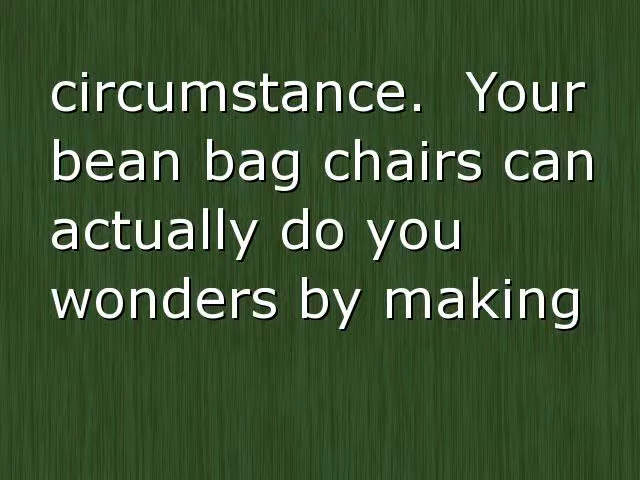 circumstance.  Your
bean bag chairs can
actually do you
wonders by making